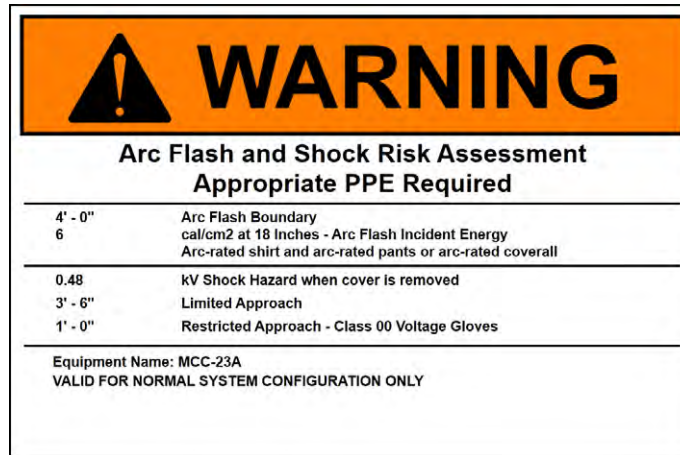 WARNING
Arc Flash and Shock Risk Assessment
Appropriate PPE Required
4' - 0" Arc Flash Boundary
6 cal/cm2 at 18 Inches - Arc Flash Incident Energy
Arc-rated shirt and arc-rated pants or arc-rated coverall
0.48 kV Shock Hazard when cover is removed
3' - 6" Limited Approach
1' - 0" Restricted Approach - Class 00 Voltage Gloves
Equipment Name: MCC-23A
VALID FOR NORMAL SYSTEM CONFIGURATION ONLY